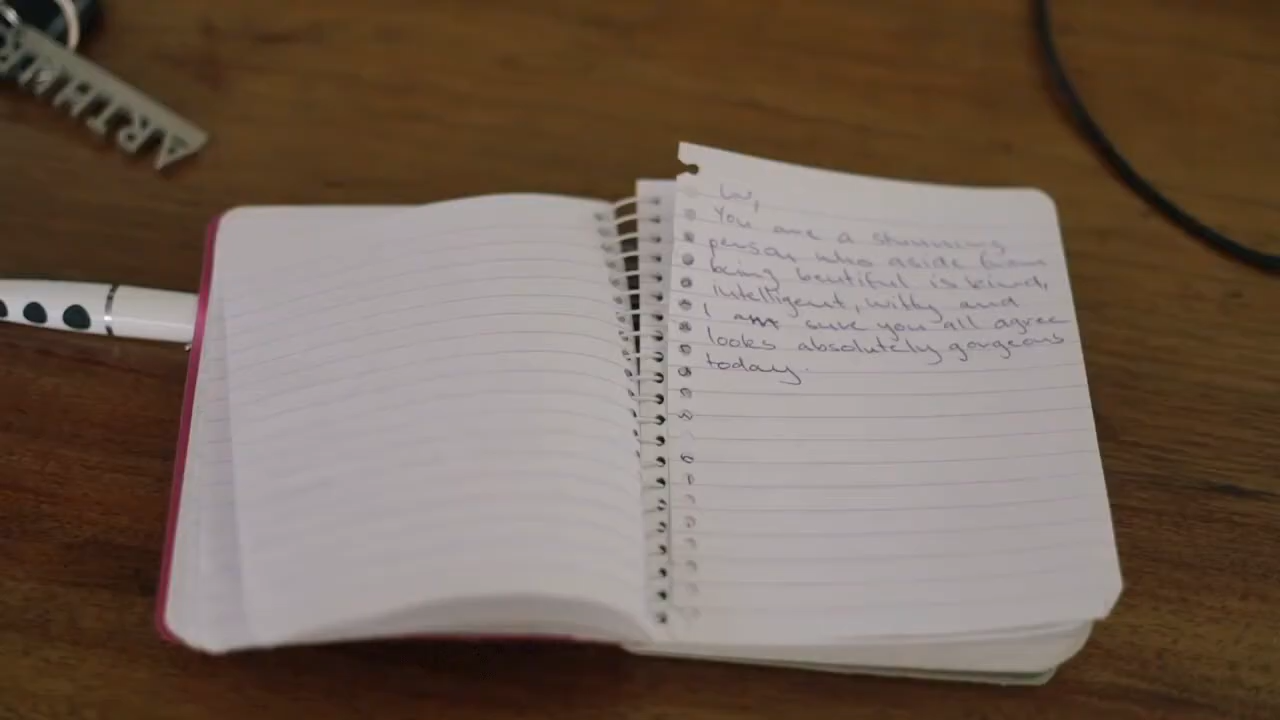 You are a stunning
person who aside from
being beutiful is kind,
intelligent, witty and
I am sure you all agree
looks absolutely gorgeous
today.